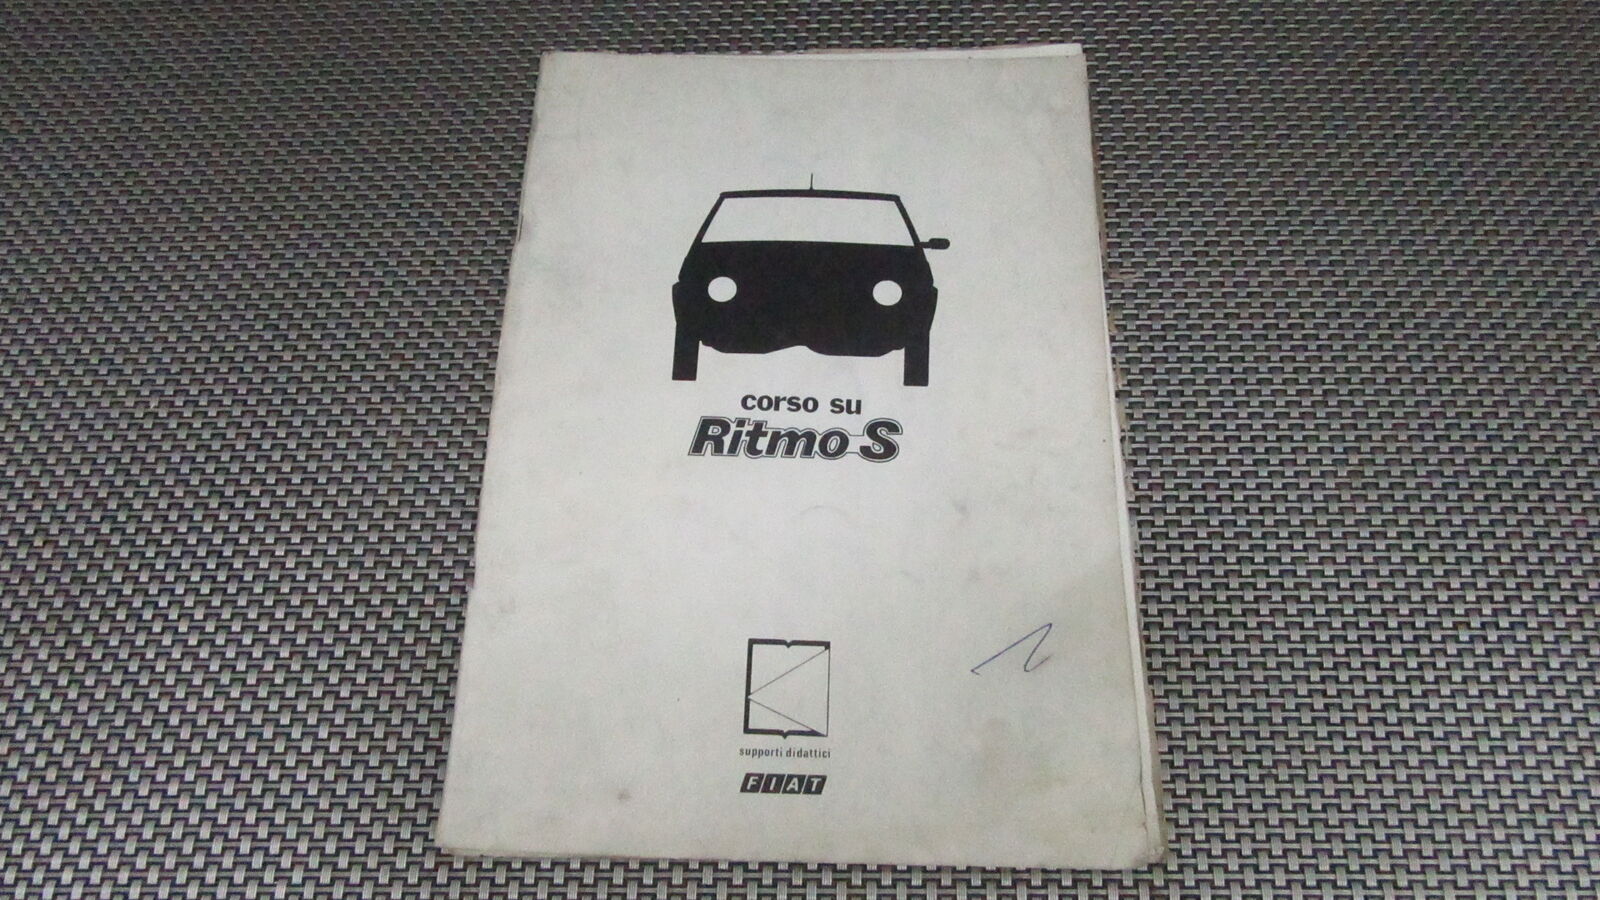 corso su
Ritmo S
supporti didattici
FIAT